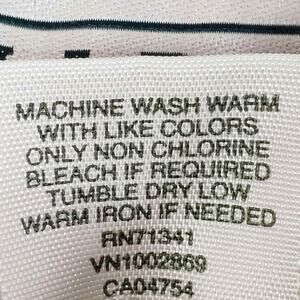 MACHINE WASH WARM
WITH LIKE COLORS
ONLY NON CHLORINE
BLEACH IF REQUIRED
TUMBLE DRY LOW
WARM IRON IF NEEDED
RN71341
VN1002869
CA04754